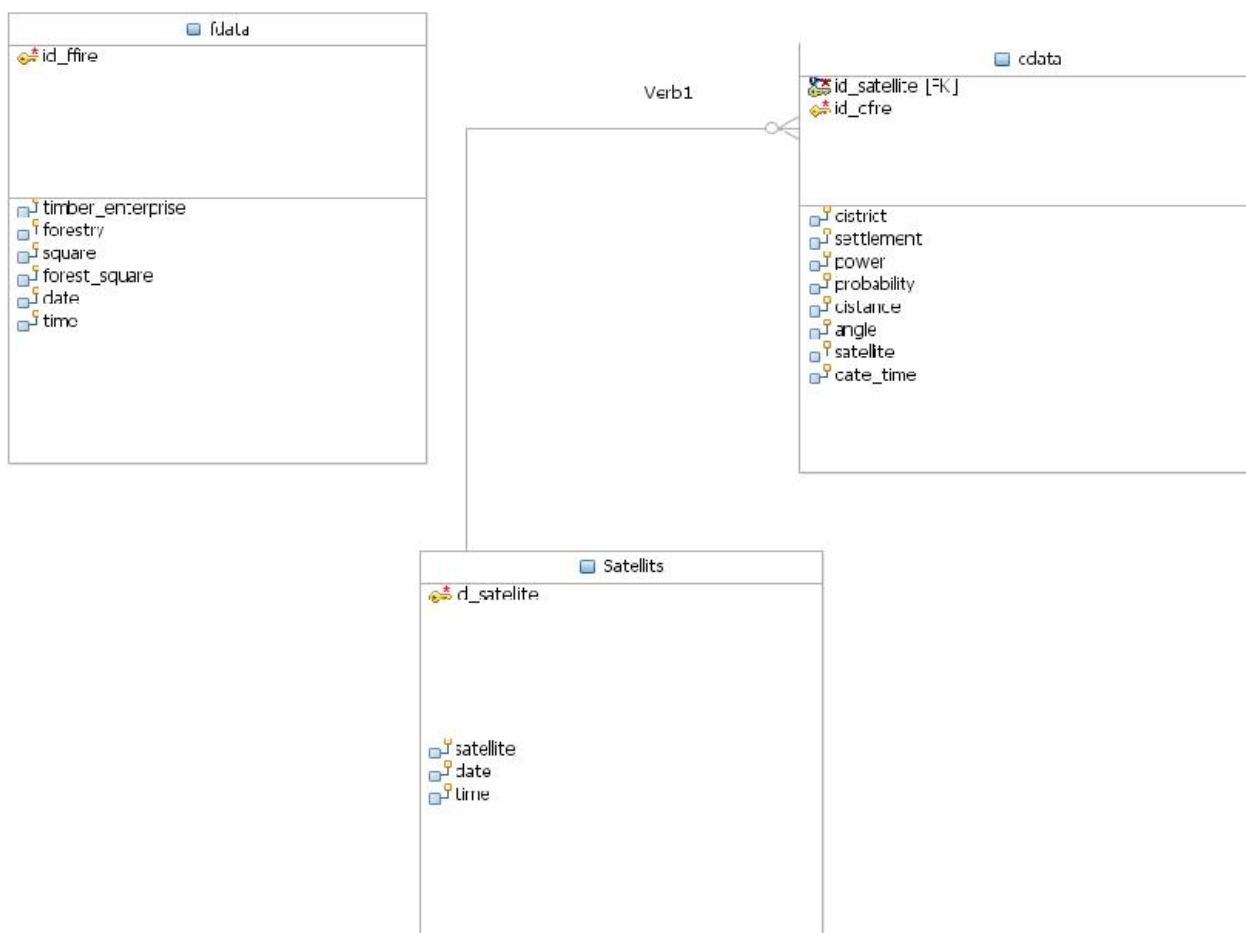 fdata
id_ffire
timber_enterprise
forestry
square
forest_square
date
time
Verb1
cdata
id_satellite [FK]
id_cfire
district
settlement
power
probability
distance
angle
satellite
date_time
Satellits
id_satelite
satellite
date
time